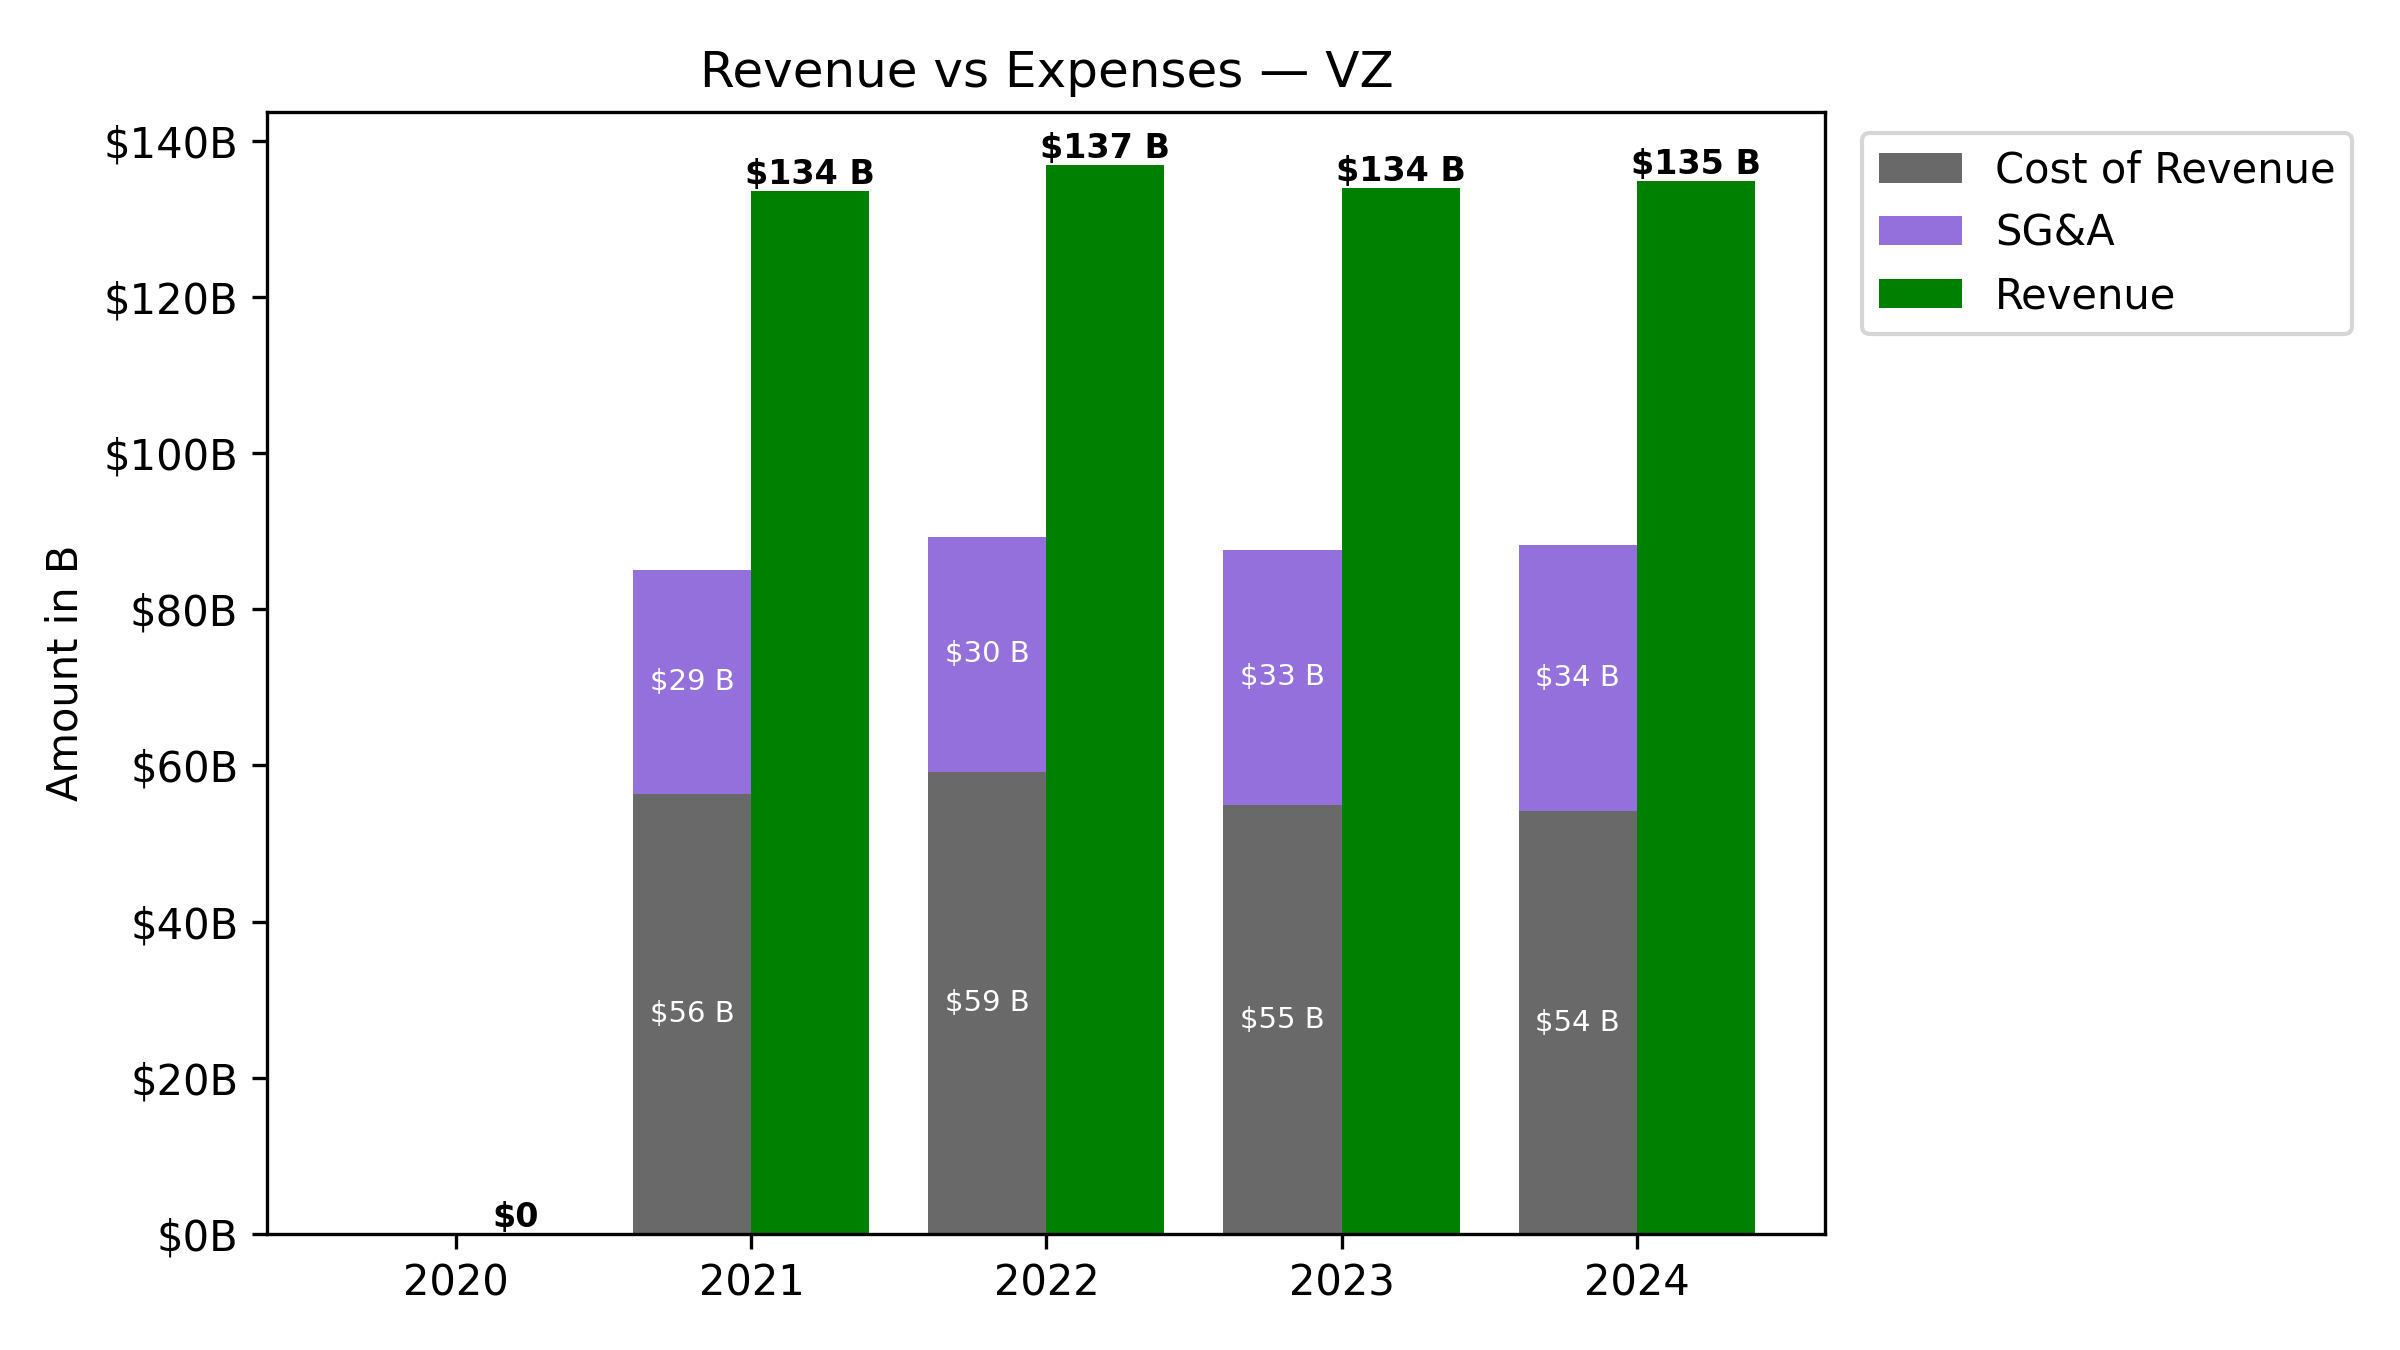 Revenue vs Expenses — VZ
$140B
$120B
$100B
$80B
$60B
$40B
$20B
$0B
Amount in B
$134 B
$137 B
$134 B
$135 B
$29 B
$30 B
$33 B
$34 B
$56 B
$59 B
$55 B
$54 B
$0
2020
2021
2022
2023
2024
Cost of Revenue
SG&A
Revenue